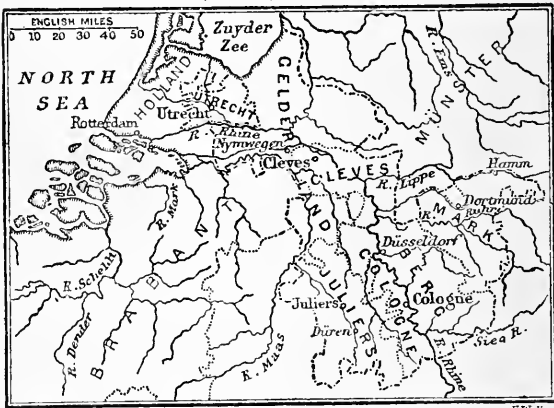 ENGLISH MILES
0 10 20 30 40 50
Zuyder
Zee
NORTH
SEA
HOLLAND
UTRECHT
Utrecht
Rotterdam
GELDERLAND
R. Ems
MÜNSTER
R. Rhine
Nymwegen
Cleves
CLEVES
R. Lippe
Hamm
Dortmund
R. Ruhr
MARK
R. Mark
BRABANT
Düsseldorf
BERG
COLOGNE
Cologne
R. Scheldt
R. Dender
JULIERS
Juliers
Düren
R. Maas
Sieg R.
R. Rhine